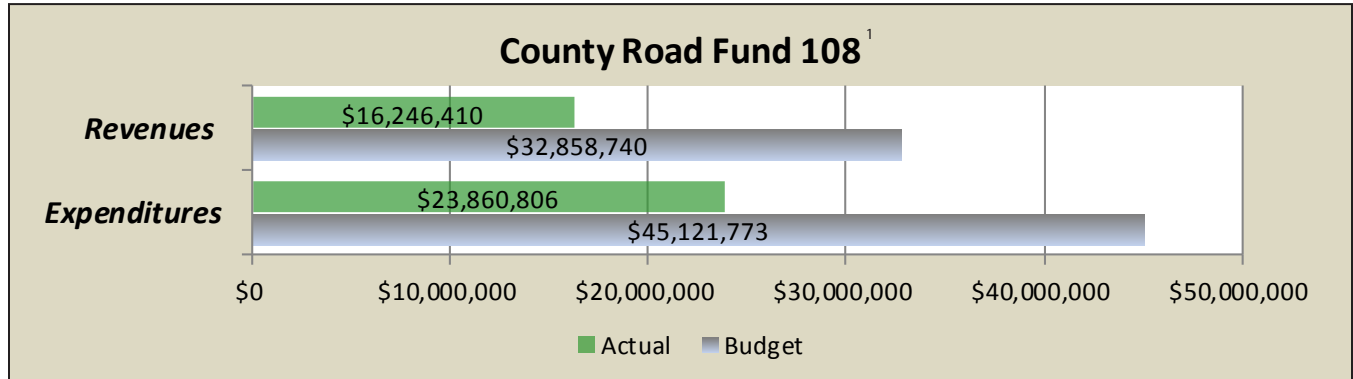 County Road Fund 108 1
Revenues
$16,246,410
$32,858,740
Expenditures
$23,860,806
$45,121,773
$0 $10,000,000 $20,000,000 $30,000,000 $40,000,000 $50,000,000
Actual Budget